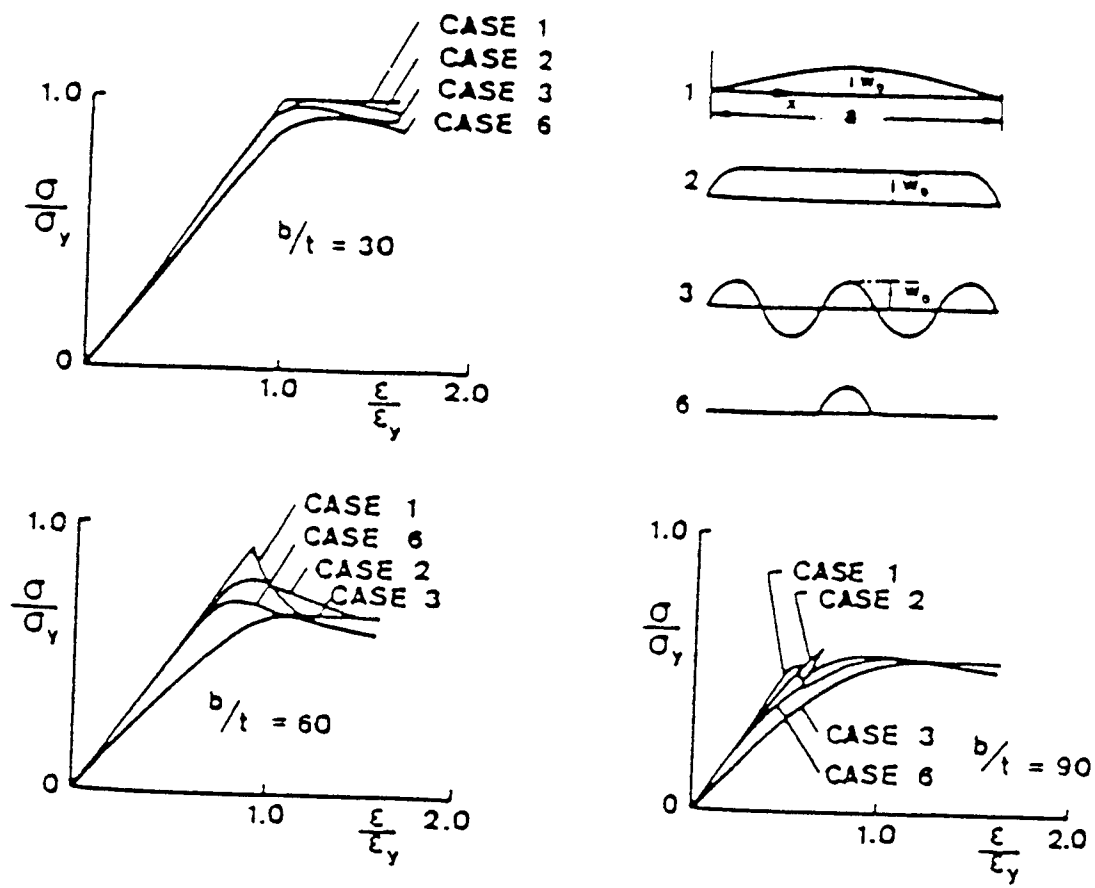 CASE 1
CASE 2
CASE 3
CASE 6
1.0
σ/σy
b/t = 30
0
1.0
ε/εy
2.0
1
x
a
2
w̅o
3
w̅o
6
CASE 1
CASE 6
CASE 2
CASE 3
1.0
σ/σy
b/t = 60
0
1.0
ε/εy
2.0
CASE 1
CASE 2
1.0
σ/σy
CASE 3
CASE 6
b/t = 90
0
1.0
ε/εy
2.0